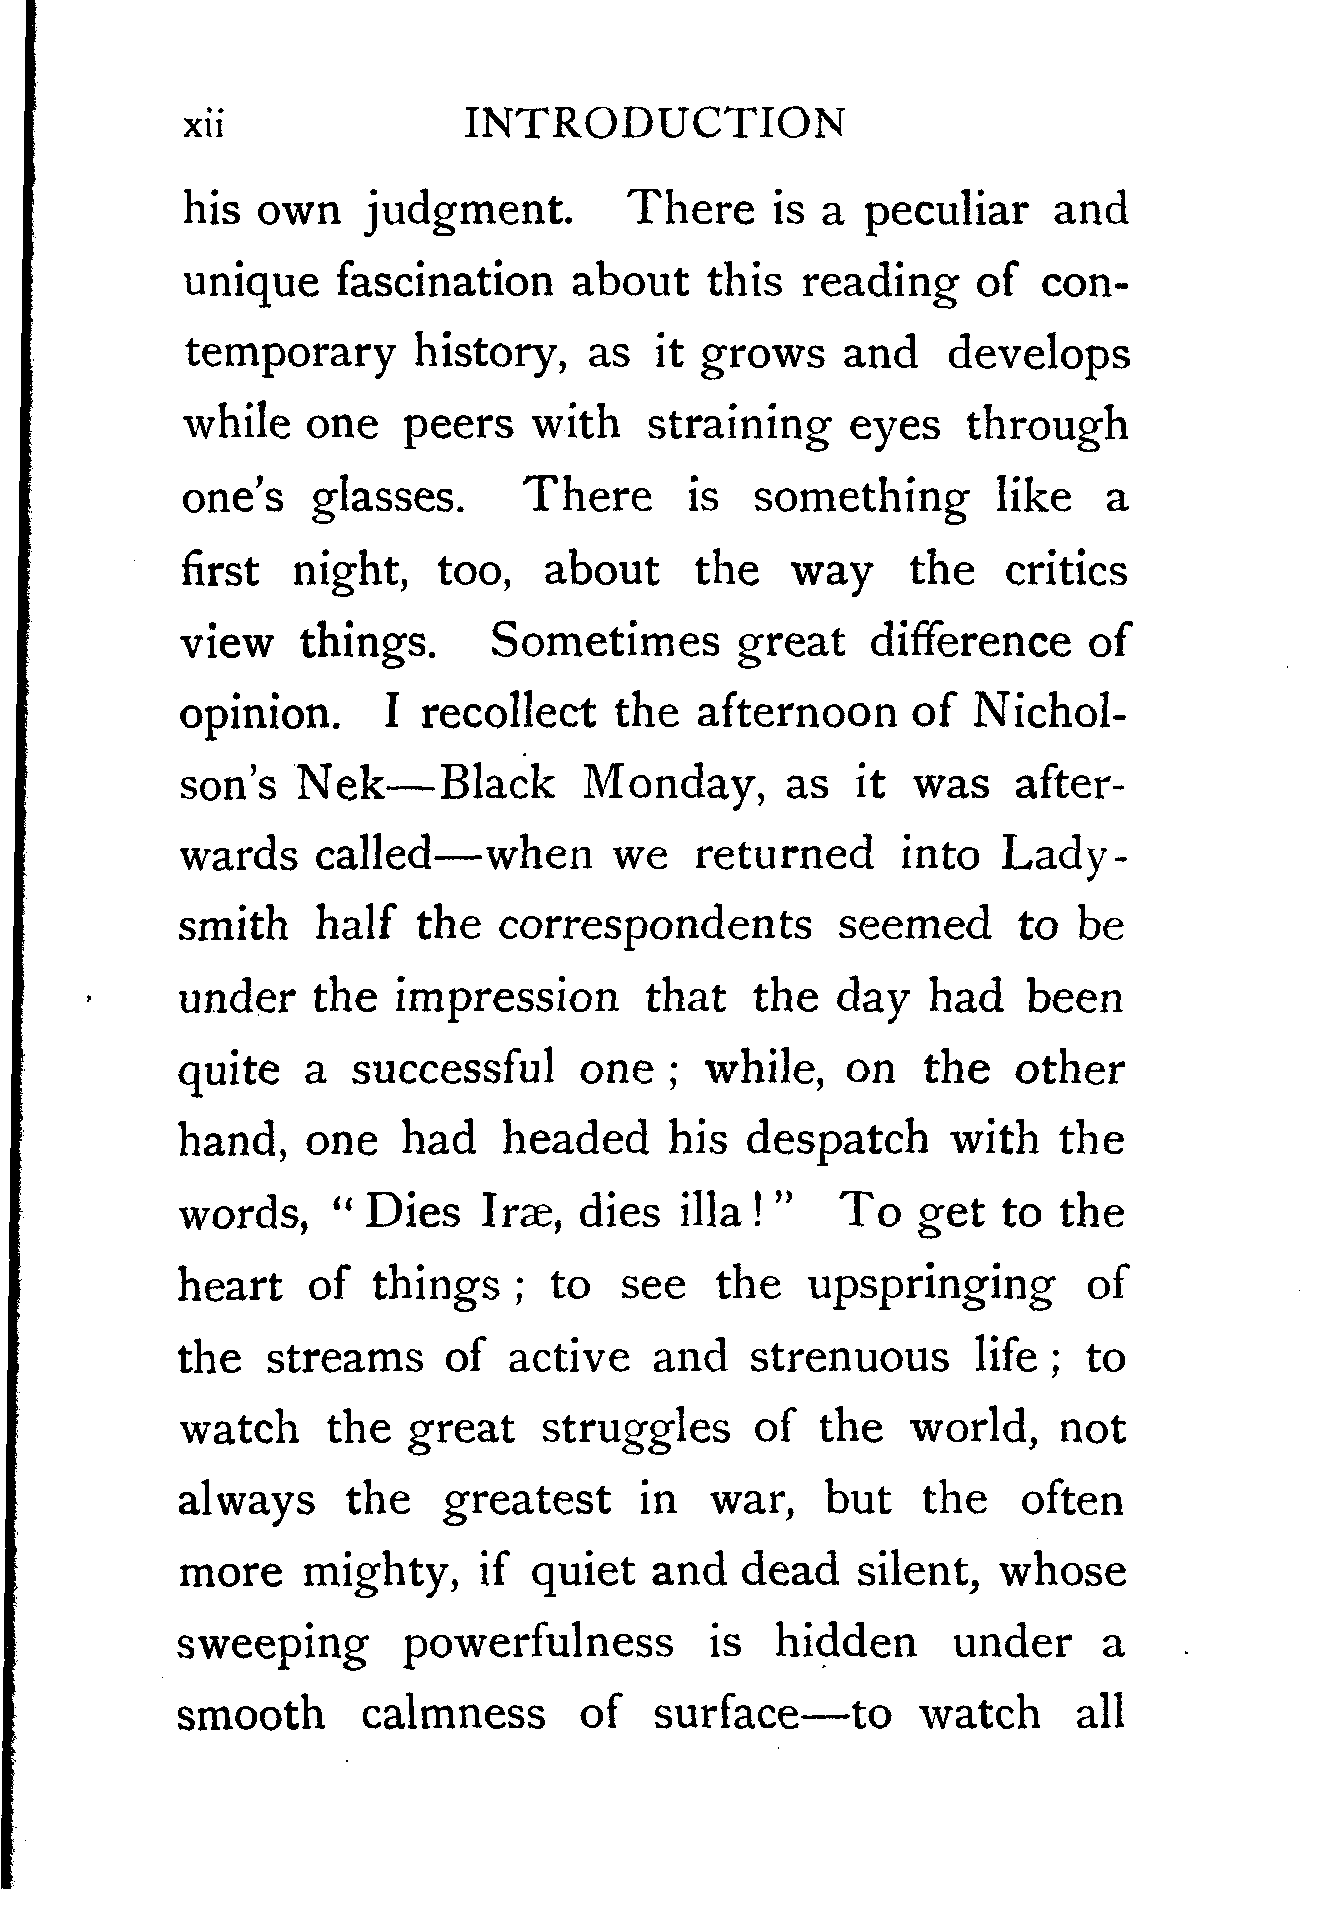 xii INTRODUCTION
his own judgment. There is a peculiar and
unique fascination about this reading of con-
temporary history, as it grows and develops
while one peers with straining eyes through
one's glasses. There is something like a
first night, too, about the way the critics
view things. Sometimes great difference of
opinion. I recollect the afternoon of Nichol-
son's Nek—Black Monday, as it was after-
wards called—when we returned into Lady-
smith half the correspondents seemed to be
under the impression that the day had been
quite a successful one ; while, on the other
hand, one had headed his despatch with the
words, “ Dies Iræ, dies illa ! ” To get to the
heart of things ; to see the upspringing of
the streams of active and strenuous life ; to
watch the great struggles of the world, not
always the greatest in war, but the often
more mighty, if quiet and dead silent, whose
sweeping powerfulness is hidden under a
smooth calmness of surface—to watch all